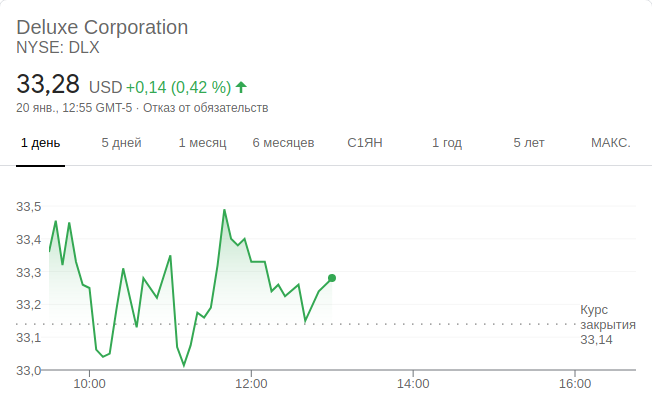 Deluxe Corporation
NYSE: DLX
33,28 USD +0,14 (0,42 %)
20 янв., 12:55 GMT-5 · Отказ от обязательств
1 день 5 дней 1 месяц 6 месяцев С1ЯН 1 год 5 лет МАКС.
33,5
33,4
33,3
33,2
33,1
33,0
Курс
закрытия
33,14
10:00 12:00 14:00 16:00